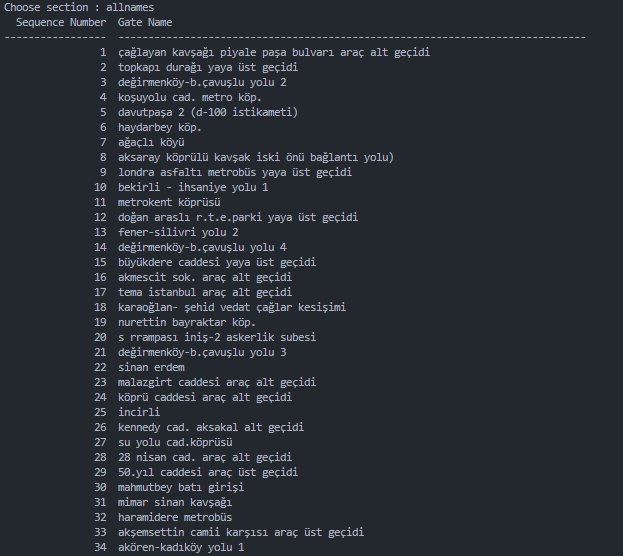 Choose section : allnames
Sequence Number  Gate Name
-----------------  ------------------------------------------------------------------------------
1  çağlayan kavşağı piyale paşa bulvarı araç alt geçidi
2  topkapı durağı yaya üst geçidi
3  değirmenköy-b.çavuşlu yolu 2
4  koşuyolu cad. metro köp.
5  davutpaşa 2 (d-100 istikameti)
6  haydarbey köp.
7  ağaçlı köyü
8  aksaray köprülü kavşak iski önü bağlantı yolu)
9  londra asfaltı metrobüs yaya üst geçidi
10  bekirli - ihsaniye yolu 1
11  metrokent köprüsü
12  doğan araslı r.t.e.parki yaya üst geçidi
13  fener-silivri yolu 2
14  değirmenköy-b.çavuşlu yolu 4
15  büyükdere caddesi yaya üst geçidi
16  akmescit sok. araç alt geçidi
17  tema istanbul araç alt geçidi
18  karaoğlan- şehid vedat çağlar kesişimi
19  nurettin bayraktar köp.
20  s rrampası iniş-2 askerlik subesi
21  değirmenköy-b.çavuşlu yolu 3
22  sinan erdem
23  malazgirt caddesi araç alt geçidi
24  köprü caddesi araç alt geçidi
25  incirli
26  kennedy cad. aksakal alt geçidi
27  su yolu cad.köprüsü
28  28 nisan cad. araç alt geçidi
29  50.yıl caddesi araç üst geçidi
30  mahmutbey batı girişi
31  mimar sinan kavşağı
32  haramidere metrobüs
33  akşemsettin camii karşısı araç üst geçidi
34  akören-kadıköy yolu 1